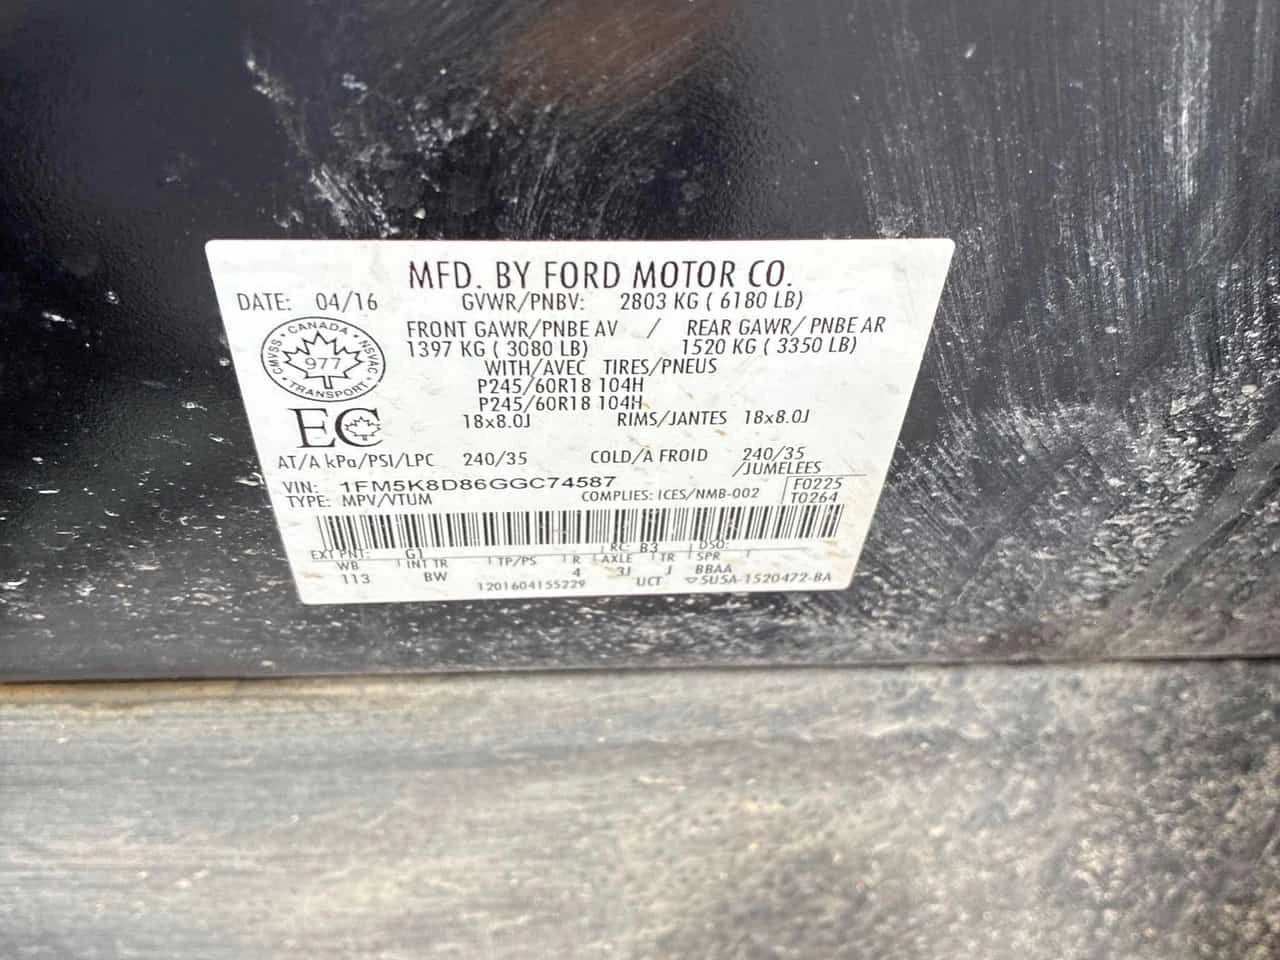 MFD. BY FORD MOTOR CO.
DATE: 04/16 GVWR/PNBV: 2803 KG ( 6180 LB)
FRONT GAWR/PNBE AV / REAR GAWR/ PNBE AR
1397 KG ( 3080 LB) 1520 KG ( 3350 LB)
WITH/AVEC TIRES/PNEUS
P245/60R18 104H
P245/60R18 104H
18x8.0J RIMS/JANTES 18x8.0J
CANADA
CMVSS • NSVAC
977
TRANSPORT
EC
AT/A kPa/PSI/LPC 240/35 COLD/A FROID 240/35
/JUMELEES
VIN: 1FM5K8D86GGC74587 F0225
TYPE: MPV/VTUM COMPLIES: ICES/NMB-002 T0264
EXT PNT: G1 RC: B3 DSO:
WB INT TR TP/PS R AXLE TR SPR
113 BW 4 3J J BBAA
1201604155229 UCT 5U5A-1520472-BA